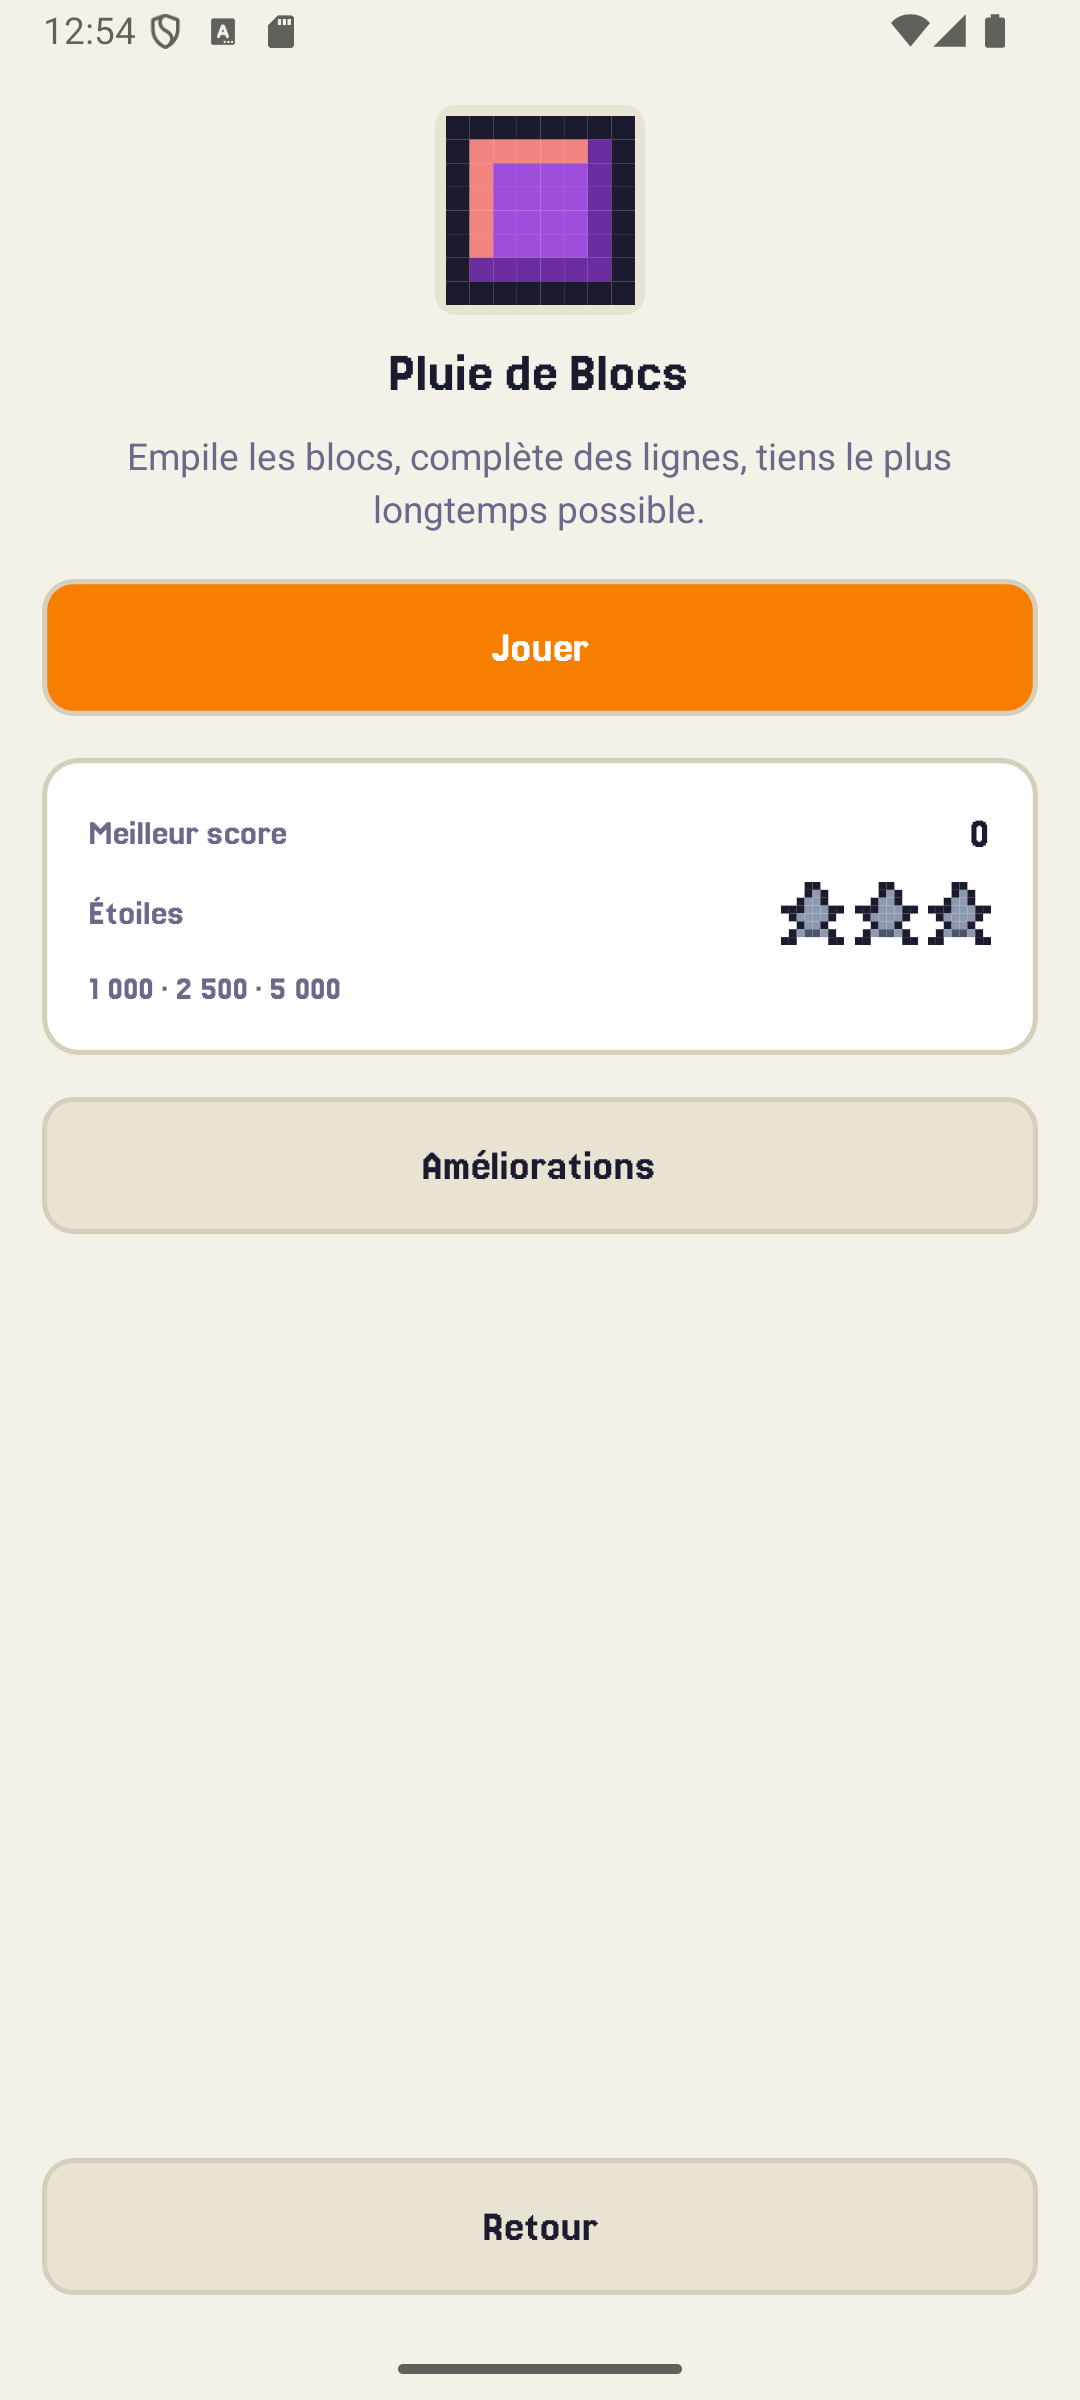 12:54
Pluie de Blocs
Empile les blocs, complète des lignes, tiens le plus
longtemps possible.
Jouer
Meilleur score 0
Étoiles
1 000 · 2 500 · 5 000
Améliorations
Retour